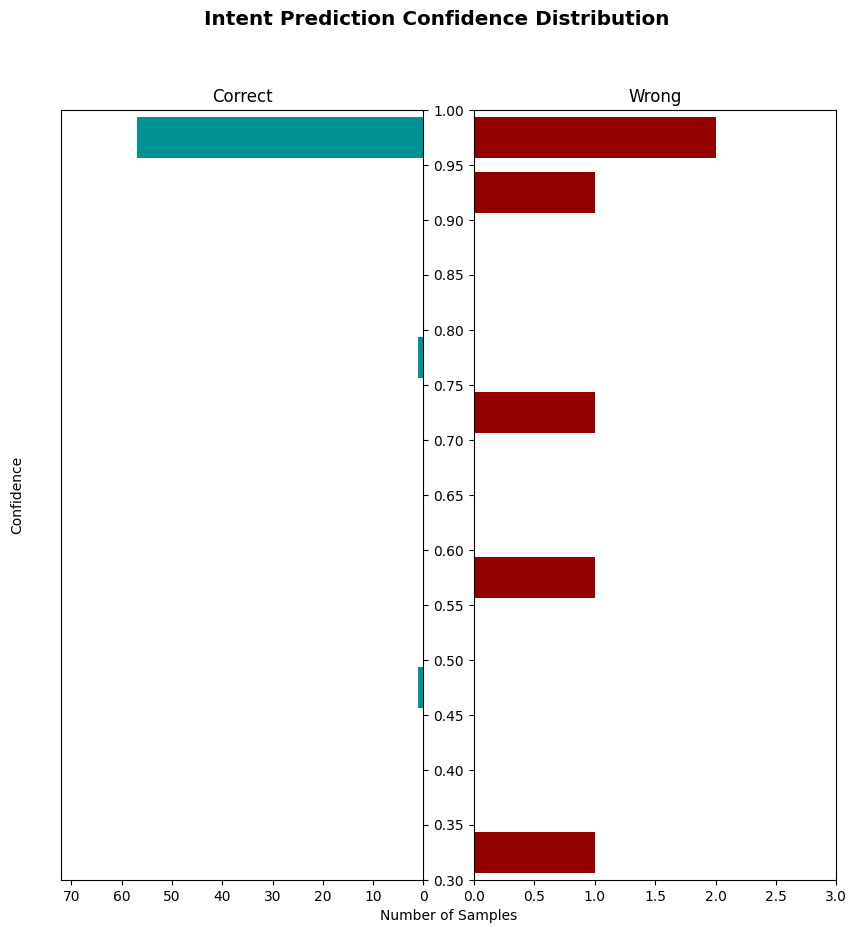 Intent Prediction Confidence Distribution
Correct
Wrong
1.00
0.95
0.90
0.85
0.80
0.75
0.70
0.65
0.60
0.55
0.50
0.45
0.40
0.35
0.30
Confidence
70 60 50 40 30 20 10 0
0.0 0.5 1.0 1.5 2.0 2.5 3.0
Number of Samples